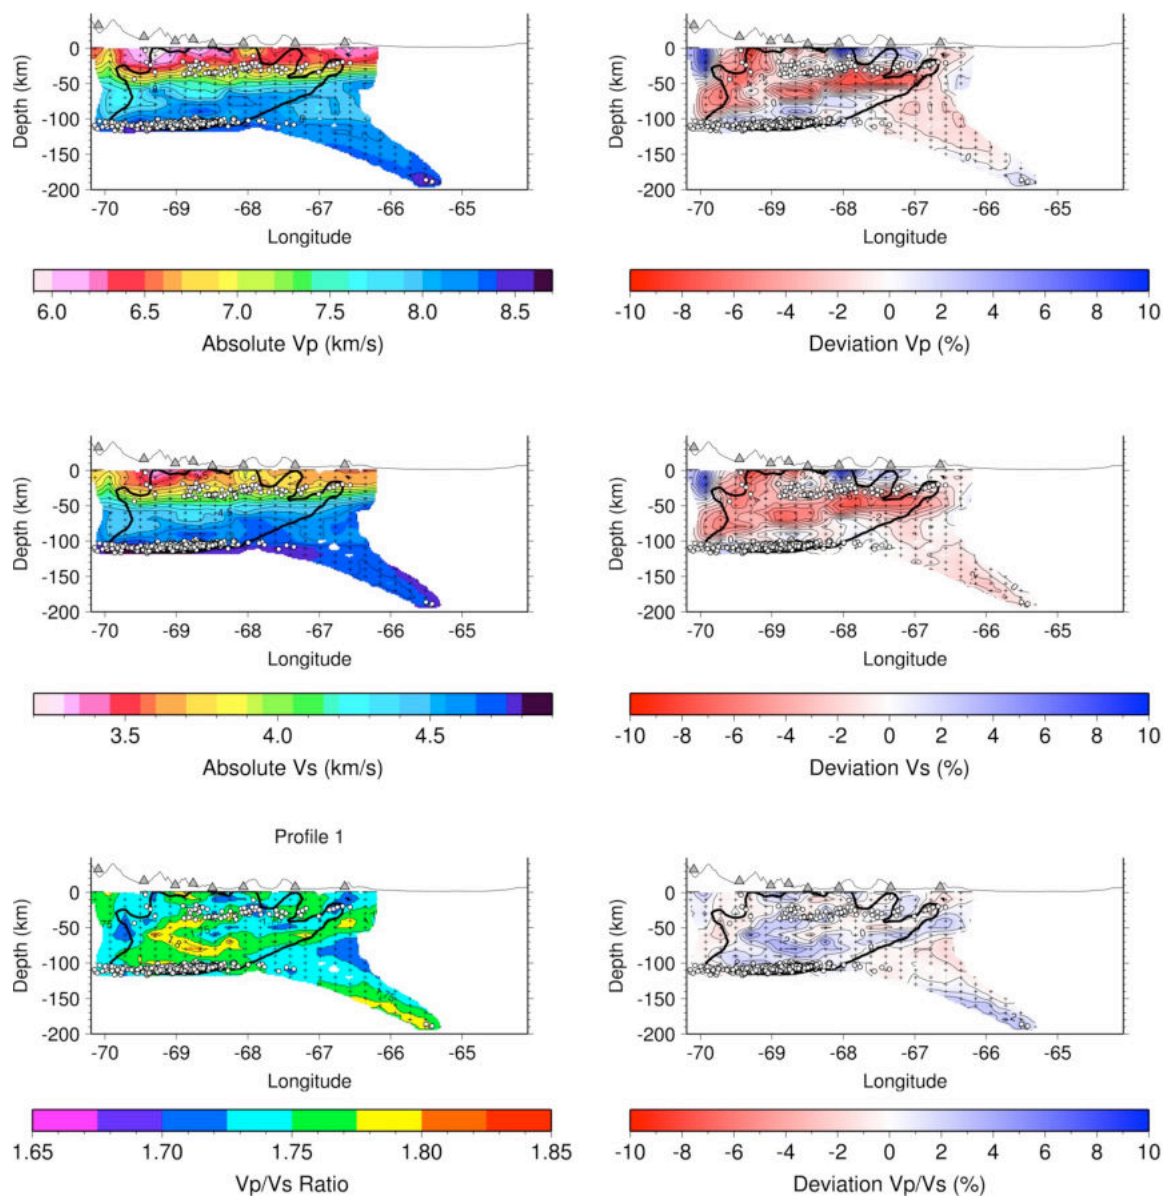 0
-50
-100
-150
-200
Depth (km)
-70 -69 -68 -67 -66 -65
Longitude
6.0 6.5 7.0 7.5 8.0 8.5
Absolute Vp (km/s)
0
-50
-100
-150
-200
Depth (km)
-70 -69 -68 -67 -66 -65
Longitude
-10 -8 -6 -4 -2 0 2 4 6 8 10
Deviation Vp (%)
0
-50
-100
-150
-200
Depth (km)
-70 -69 -68 -67 -66 -65
Longitude
3.5 4.0 4.5
Absolute Vs (km/s)
0
-50
-100
-150
-200
Depth (km)
-70 -69 -68 -67 -66 -65
Longitude
-10 -8 -6 -4 -2 0 2 4 6 8 10
Deviation Vs (%)
Profile 1
0
-50
-100
-150
-200
Depth (km)
-70 -69 -68 -67 -66 -65
Longitude
1.65 1.70 1.75 1.80 1.85
Vp/Vs Ratio
0
-50
-100
-150
-200
Depth (km)
-70 -69 -68 -67 -66 -65
Longitude
-10 -8 -6 -4 -2 0 2 4 6 8 10
Deviation Vp/Vs (%)